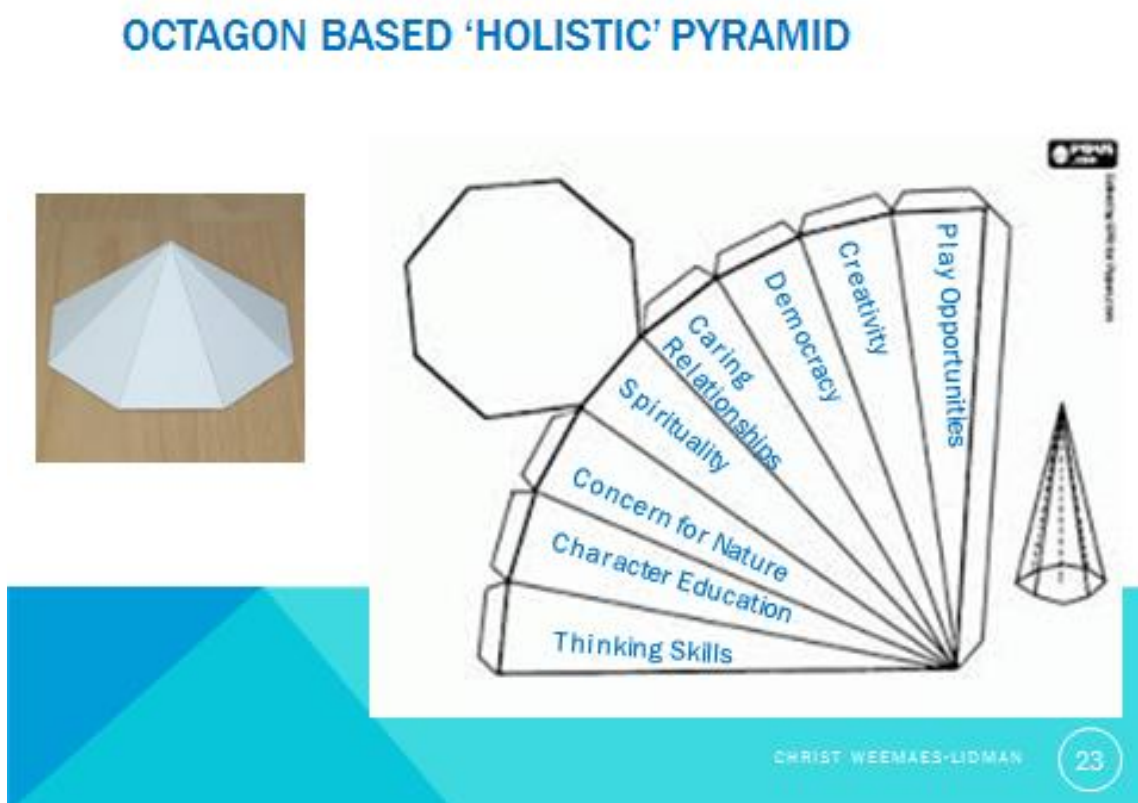 OCTAGON BASED ‘HOLISTIC’ PYRAMID
Play Opportunities
Creativity
Democracy
Caring
Relationships
Spirituality
Concern for Nature
Character Education
Thinking Skills
CHRIST WEEMAES-LIDMAN
23